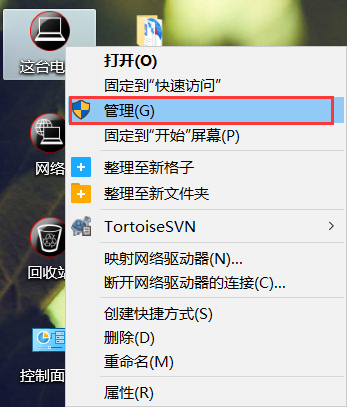 这台电
网络
回收站
控制面
打开(O)
固定到“快速访问”
管理(G)
固定到“开始”屏幕(P)
整理至新格子
整理至新文件夹
TortoiseSVN
映射网络驱动器(N)...
断开网络驱动器的连接(C)...
创建快捷方式(S)
删除(D)
重命名(M)
属性(R)